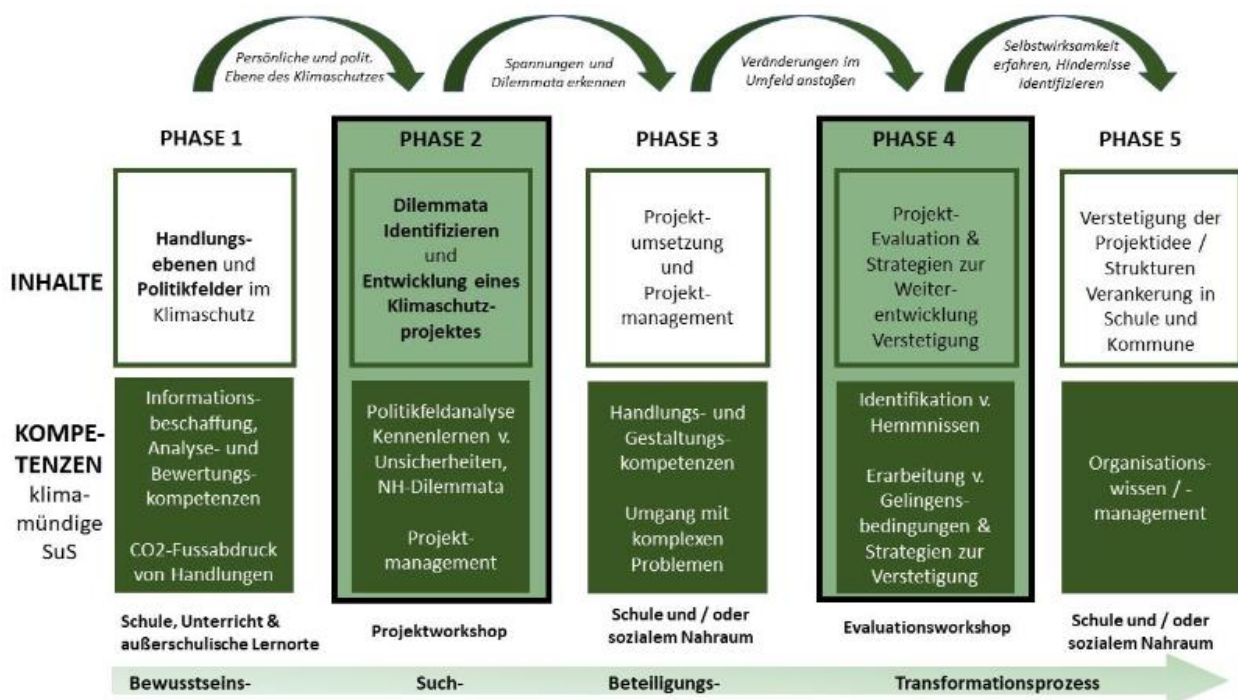 Persönliche und polit.
Ebene des Klimaschutzes
Spannungen und
Dilemmata erkennen
Veränderungen im
Umfeld anstoßen
Selbstwirksamkeit
erfahren, Hindernisse
identifizieren
PHASE 1
PHASE 2
PHASE 3
PHASE 4
PHASE 5
INHALTE
Handlungs-
ebenen und
Politikfelder im
Klimaschutz
Dilemmata
Identifizieren
und
Entwicklung eines
Klimaschutz-
projektes
Projekt-
umsetzung
und
Projekt-
management
Projekt-
Evaluation &
Strategien zur
Weiter-
entwicklung
Verstetigung
Verstetigung der
Projektidee /
Strukturen
Verankerung in
Schule und
Kommune
KOMPE-
TENZEN
klima-
mündige
SuS
Informations-
beschaffung,
Analyse- und
Bewertungs-
kompetenzen
CO2-Fussabdruck
von Handlungen
Politikfeldanalyse
Kennenlernen v.
Unsicherheiten,
NH-Dilemmata
Projekt-
management
Handlungs- und
Gestaltungs-
kompetenzen
Umgang mit
komplexen
Problemen
Identifikation v.
Hemmnissen
Erarbeitung v.
Gelingens-
bedingungen &
Strategien zur
Verstetigung
Organisations-
wissen / -
management
Schule, Unterricht &
außerschulische Lernorte
Projektworkshop
Schule und / oder
sozialem Nahraum
Evaluationsworkshop
Schule und / oder
sozialem Nahraum
Bewusstseins-
Such-
Beteiligungs-
Transformationsprozess